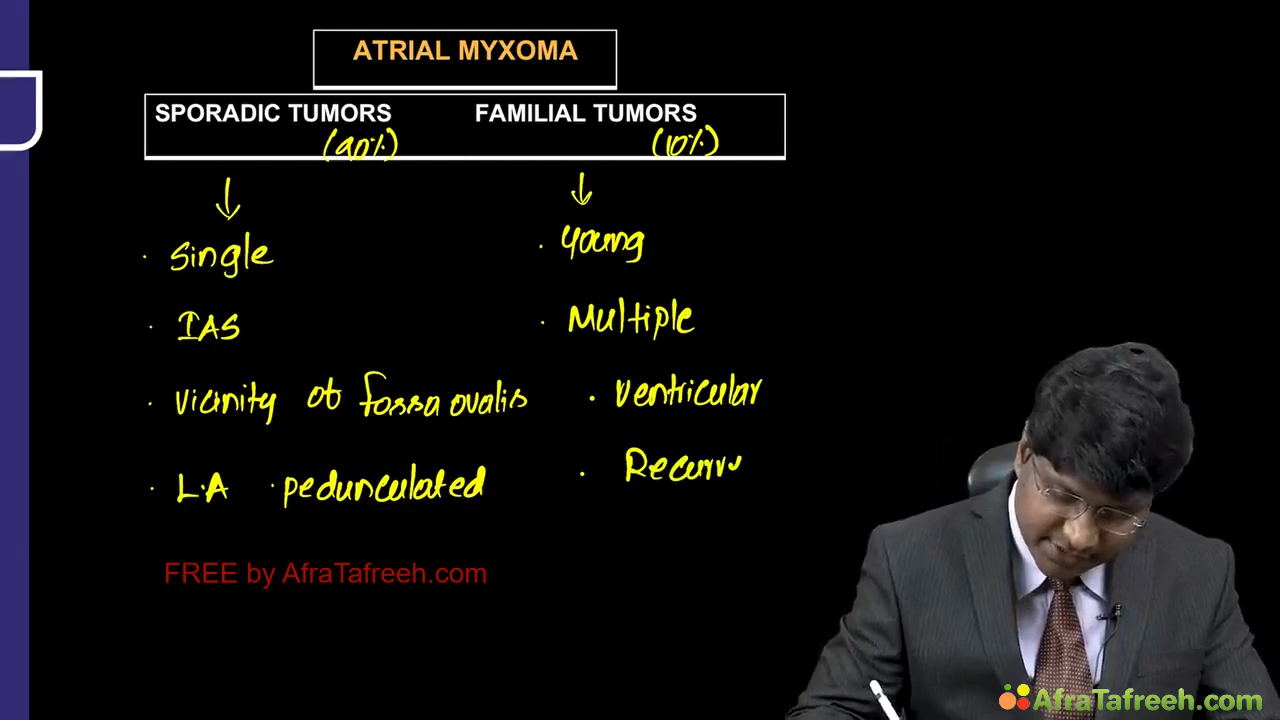 ATRIAL MYXOMA
SPORADIC TUMORS FAMILIAL TUMORS
(90%) (10%)
↓ ↓
· Single · Young
· IAS · Multiple
· vicinity of fossa ovalis · ventricular
· L.A · pedunculated · Recurr
FREE by AfraTafreeh.com
AfraTafreeh.com